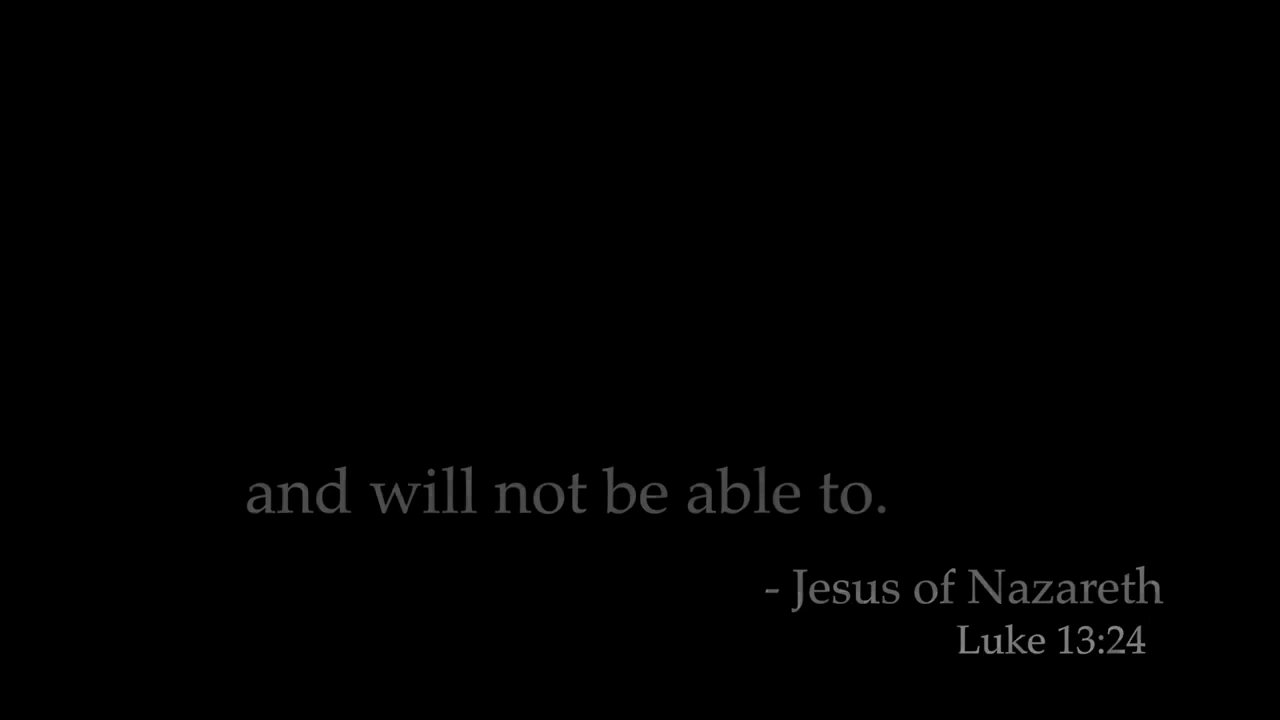 and will not be able to.
- Jesus of Nazareth
Luke 13:24